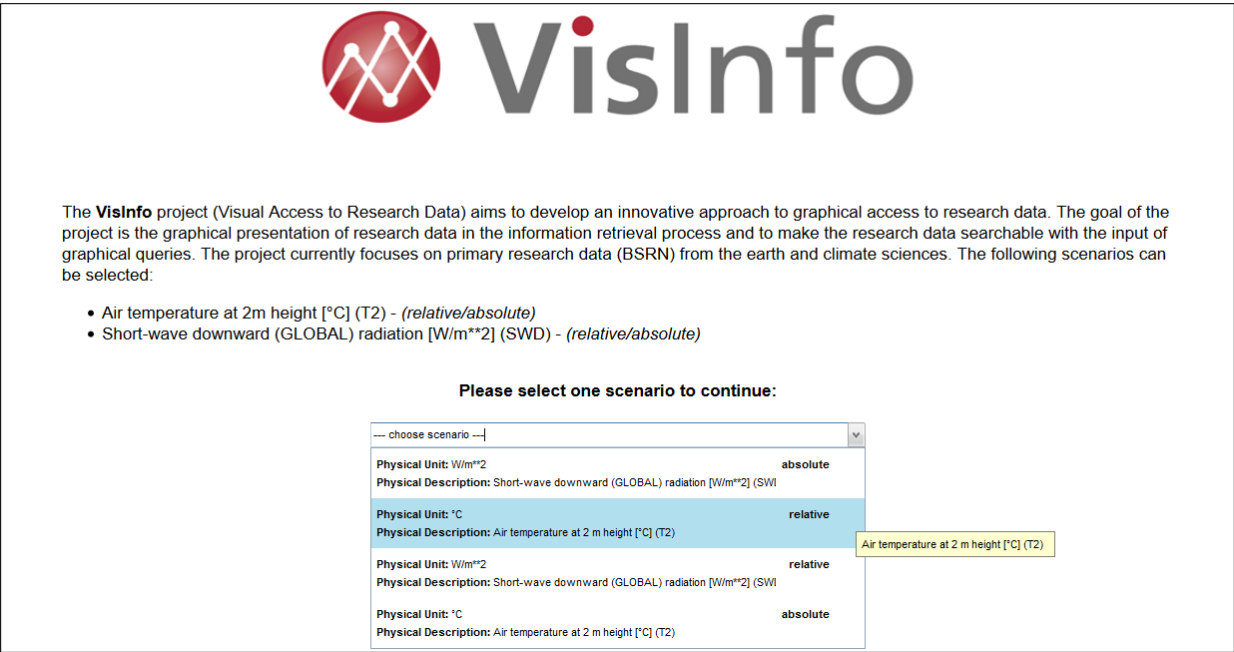 VisInfo
The VisInfo project (Visual Access to Research Data) aims to develop an innovative approach to graphical access to research data. The goal of the
project is the graphical presentation of research data in the information retrieval process and to make the research data searchable with the input of
graphical queries. The project currently focuses on primary research data (BSRN) from the earth and climate sciences. The following scenarios can
be selected:
• Air temperature at 2m height [°C] (T2) - (relative/absolute)
• Short-wave downward (GLOBAL) radiation [W/m**2] (SWD) - (relative/absolute)
Please select one scenario to continue:
--- choose scenario ---
Physical Unit: W/m**2 absolute
Physical Description: Short-wave downward (GLOBAL) radiation [W/m**2] (SWI
Physical Unit: °C relative
Physical Description: Air temperature at 2 m height [°C] (T2)
Air temperature at 2 m height [°C] (T2)
Physical Unit: W/m**2 relative
Physical Description: Short-wave downward (GLOBAL) radiation [W/m**2] (SWI
Physical Unit: °C absolute
Physical Description: Air temperature at 2 m height [°C] (T2)